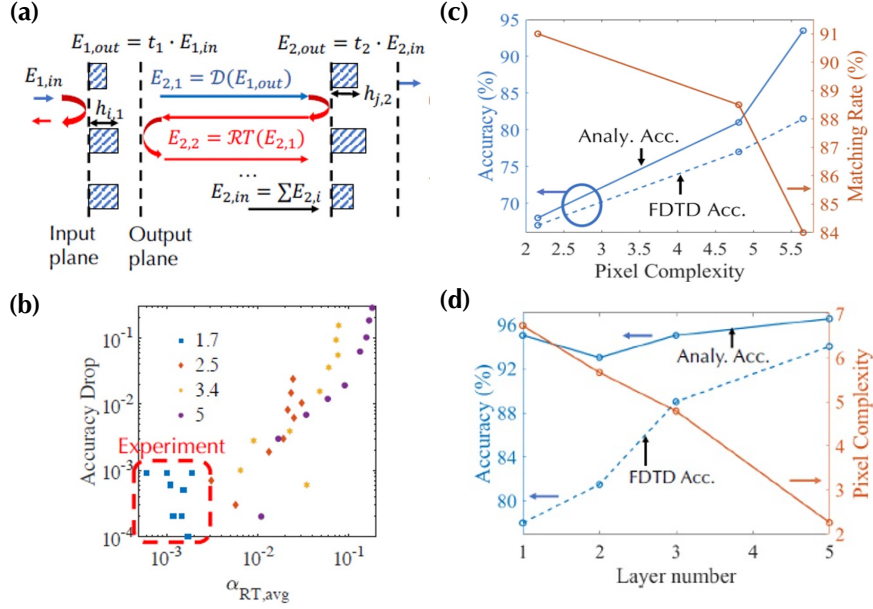 (a)
E1,out = t1 · E1,in
E2,out = t2 · E2,in
E1,in
E2,1 = 𝒟(E1,out)
hi,1
hj,2
E2,2 = ℛT(E2,1)
...
E2,in = ∑E2,i
Input plane
Output plane
(b)
Accuracy Drop
10-1
10-2
10-3
10-4
1.7
2.5
3.4
5
Experiment
10-3
10-2
10-1
αRT,avg
(c)
Accuracy (%)
95
90
85
80
75
70
Analy. Acc.
FDTD Acc.
91
90
89
88
87
86
85
84
Matching Rate (%)
2
2.5
3
3.5
4
4.5
5
5.5
Pixel Complexity
(d)
Accuracy (%)
96
92
88
84
80
Analy. Acc.
FDTD Acc.
7
6
5
4
3
2
Pixel Complexity
1
2
3
4
5
Layer number